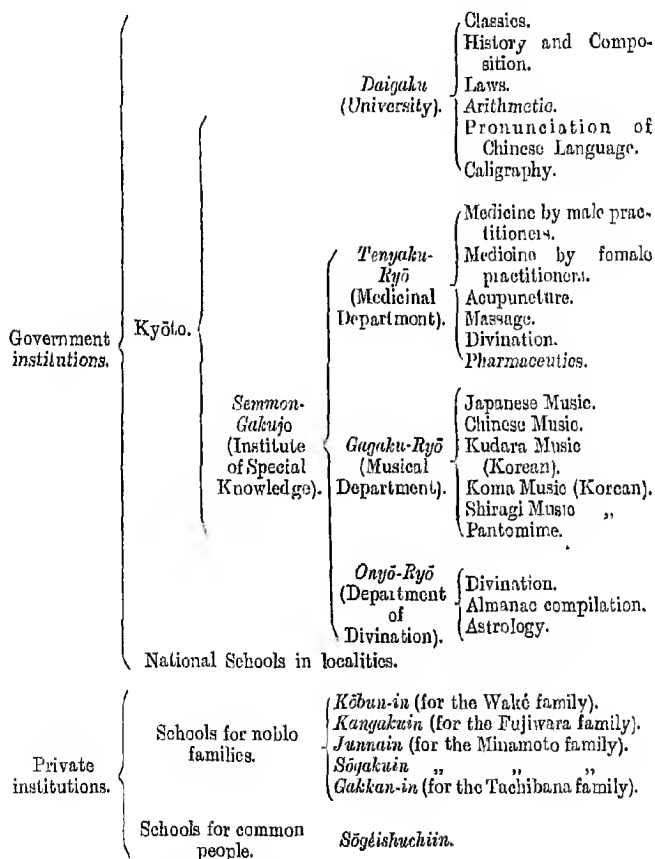 Classics.
History and Compo-
sition.
Daigaku
(University).
Laws.
Arithmetic.
Pronunciation of
Chinese Language.
Caligraphy.
Government
institutions.
Kyōto.
Semmon-
Gakujo
(Institute
of Special
Knowledge).
Tenyaku-
Ryō
(Medicinal
Department).
Medicine by male prac-
titioners.
Medicine by female
practitioners.
Acupuncture.
Massage.
Divination.
Pharmaceutics.
Gagaku-Ryō
(Musical
Department).
Japanese Music.
Chinese Music.
Kudara Music
(Korean).
Koma Music (Korean).
Shiragi Music „
Pantomime.
Onyō-Ryō
(Department
of
Divination).
Divination.
Almanac compilation.
Astrology.
National Schools in localities.
Private
institutions.
Schools for noble
families.
Kōbun-in (for the Waké family).
Kangakuin (for the Fujiwara family).
Junnain (for the Minamoto family).
Sōgakuin „ „ „
Gakkan-in (for the Tachibana family).
Schools for common
people.
Sōgéishuchiin.